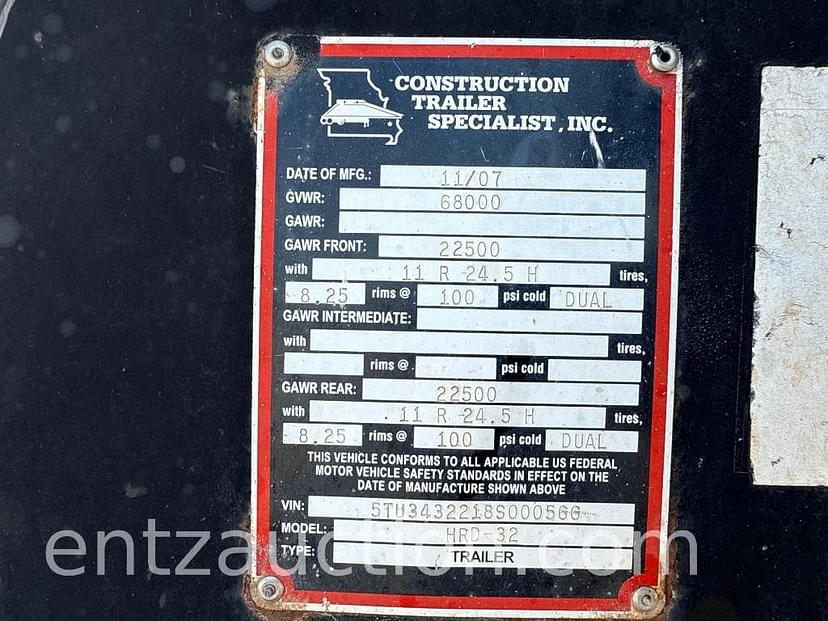 CONSTRUCTION
TRAILER
SPECIALIST, INC.
DATE OF MFG.: 11/07
GVWR: 68000
GAWR:
GAWR FRONT: 22500
with 11 R 24.5 H tires,
8.25 rims @ 100 psi cold DUAL
GAWR INTERMEDIATE:
with tires,
rims @ psi cold
GAWR REAR: 22500
with 11 R 24.5 H tires,
8.25 rims @ 100 psi cold DUAL
THIS VEHICLE CONFORMS TO ALL APPLICABLE US FEDERAL
MOTOR VEHICLE SAFETY STANDARDS IN EFFECT ON THE
DATE OF MANUFACTURE SHOWN ABOVE
VIN: 5TU3432218S000566
MODEL: HRD-32
TYPE: TRAILER
entzauction.com